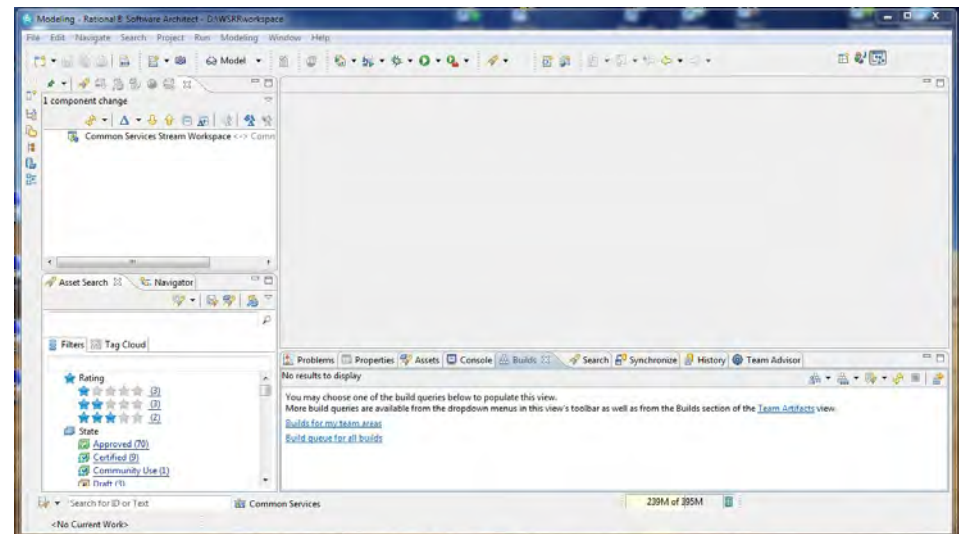 Modeling - Rational® Software Architect - D:\WSRR\workspace
File Edit Navigate Search Project Run Modeling Window Help
Model
1 component change
Common Services Stream Workspace <-> Comm
Asset Search Navigator
Filters Tag Cloud
Rating
(3)
(3)
(2)
State
Approved (70)
Certified (9)
Community Use (1)
Draft (3)
Problems Properties Assets Console Builds Search Synchronize History Team Advisor
No results to display
You may choose one of the build queries below to populate this view.
More build queries are available from the dropdown menus in this view's toolbar as well as from the Builds section of the Team Artifacts view.
Builds for my team areas
Build queue for all builds
Search for ID or Text
Common Services
239M of 395M
<No Current Work>